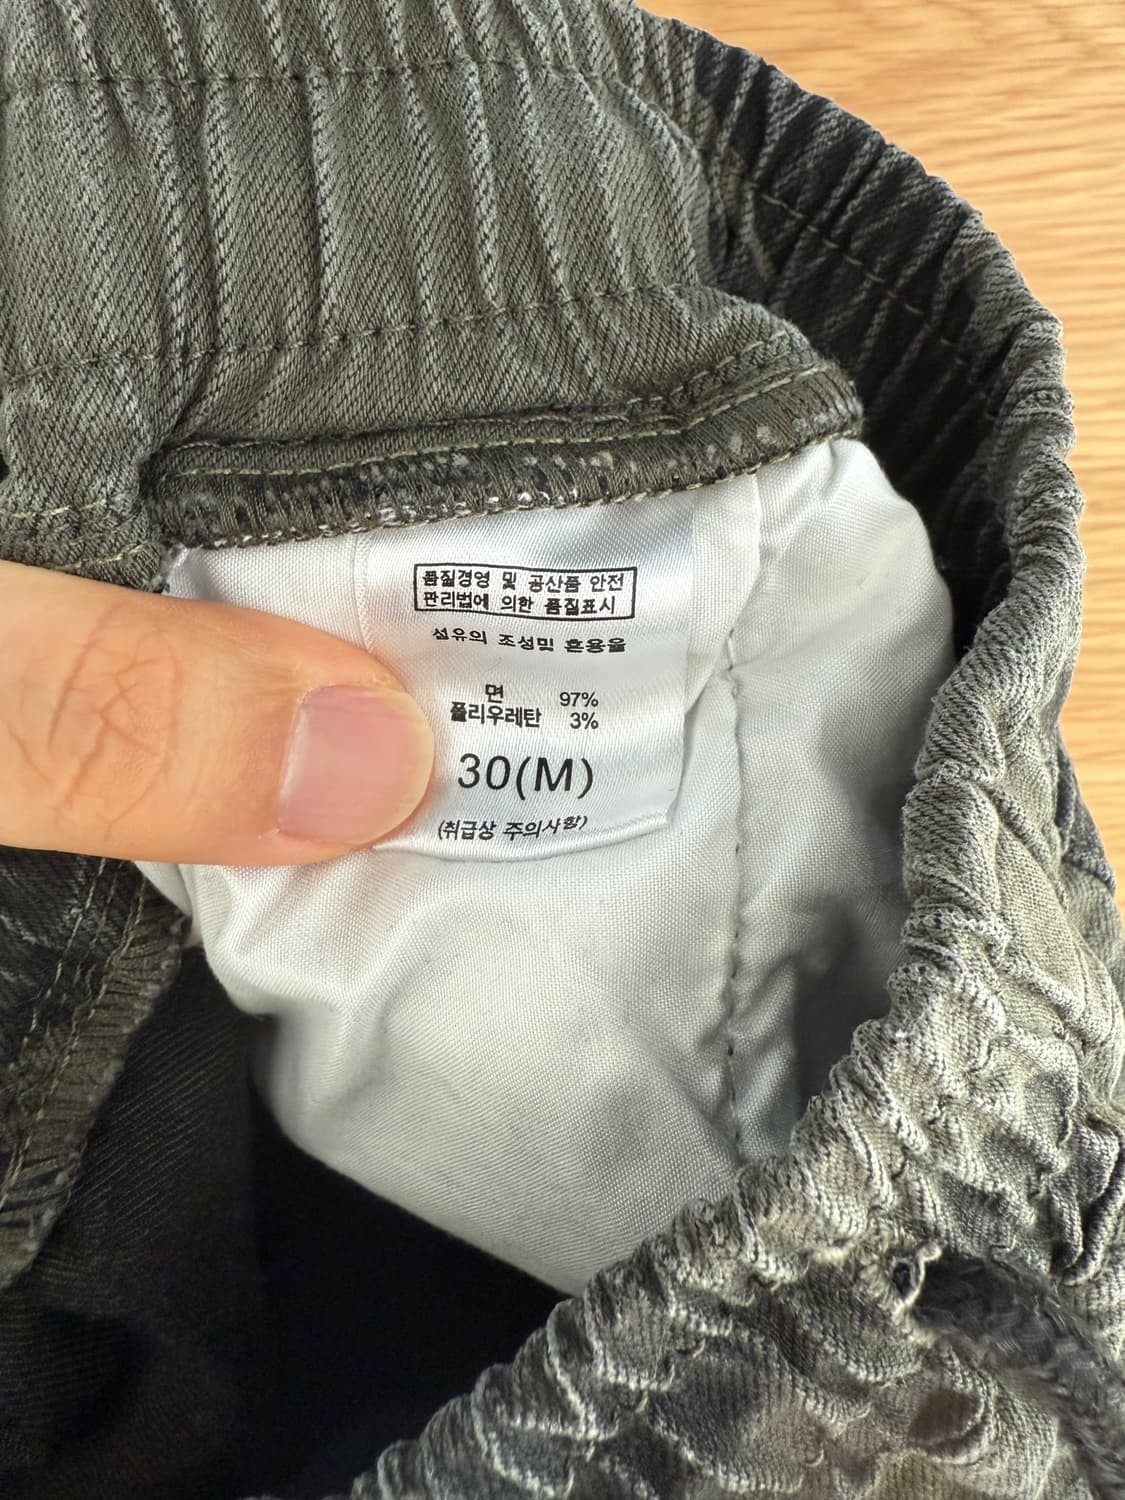 품질경영 및 공산품 안전
관리법에 의한 품질표시
섬유의 조성및 혼용율
면 97%
폴리우레탄 3%
30(M)
(취급상 주의사항)